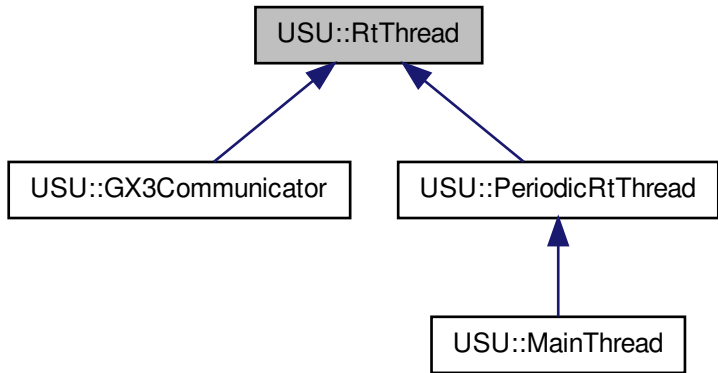 USU::RtThread
USU::GX3Communicator
USU::PeriodicRtThread
USU::MainThread